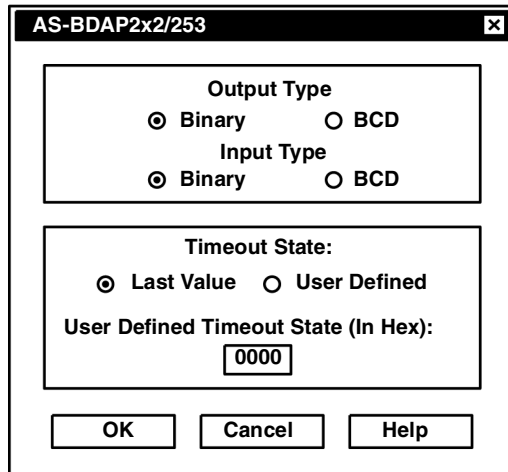 AS-BDAP2x2/253
Output Type
Binary BCD
Input Type
Binary BCD
Timeout State:
Last Value User Defined
User Defined Timeout State (In Hex):
0000
OK Cancel Help